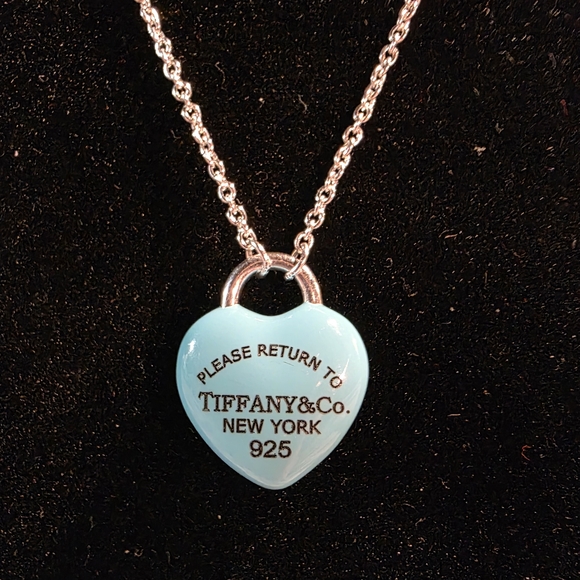 PLEASE RETURN TO
TIFFANY&Co.
NEW YORK
925